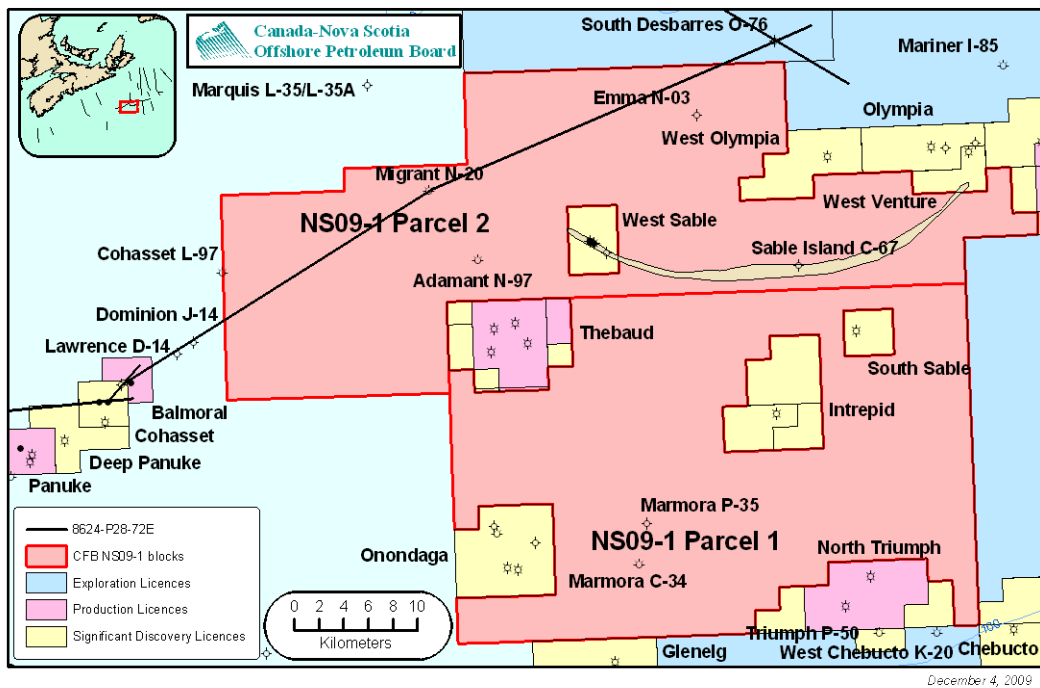 Canada-Nova Scotia
Offshore Petroleum Board
South Desbarres O-76
Mariner I-85
Marquis L-35/L-35A
Emma N-03
Olympia
West Olympia
Migrant N-20
NS09-1 Parcel 2
West Sable
West Venture
Cohasset L-97
Sable Island C-67
Adamant N-97
Dominion J-14
Lawrence D-14
Thebaud
South Sable
Balmoral
Intrepid
Cohasset
Deep Panuke
Panuke
Marmora P-35
NS09-1 Parcel 1
North Triumph
Onondaga
Marmora C-34
8624-P28-72E
CFB NS09-1 blocks
Exploration Licences
Production Licences
Significant Discovery Licences
0 2 4 6 8 10
Kilometers
100
Triumph P-50
West Chebucto K-20
Chebucto
Glenelg
December 4, 2009